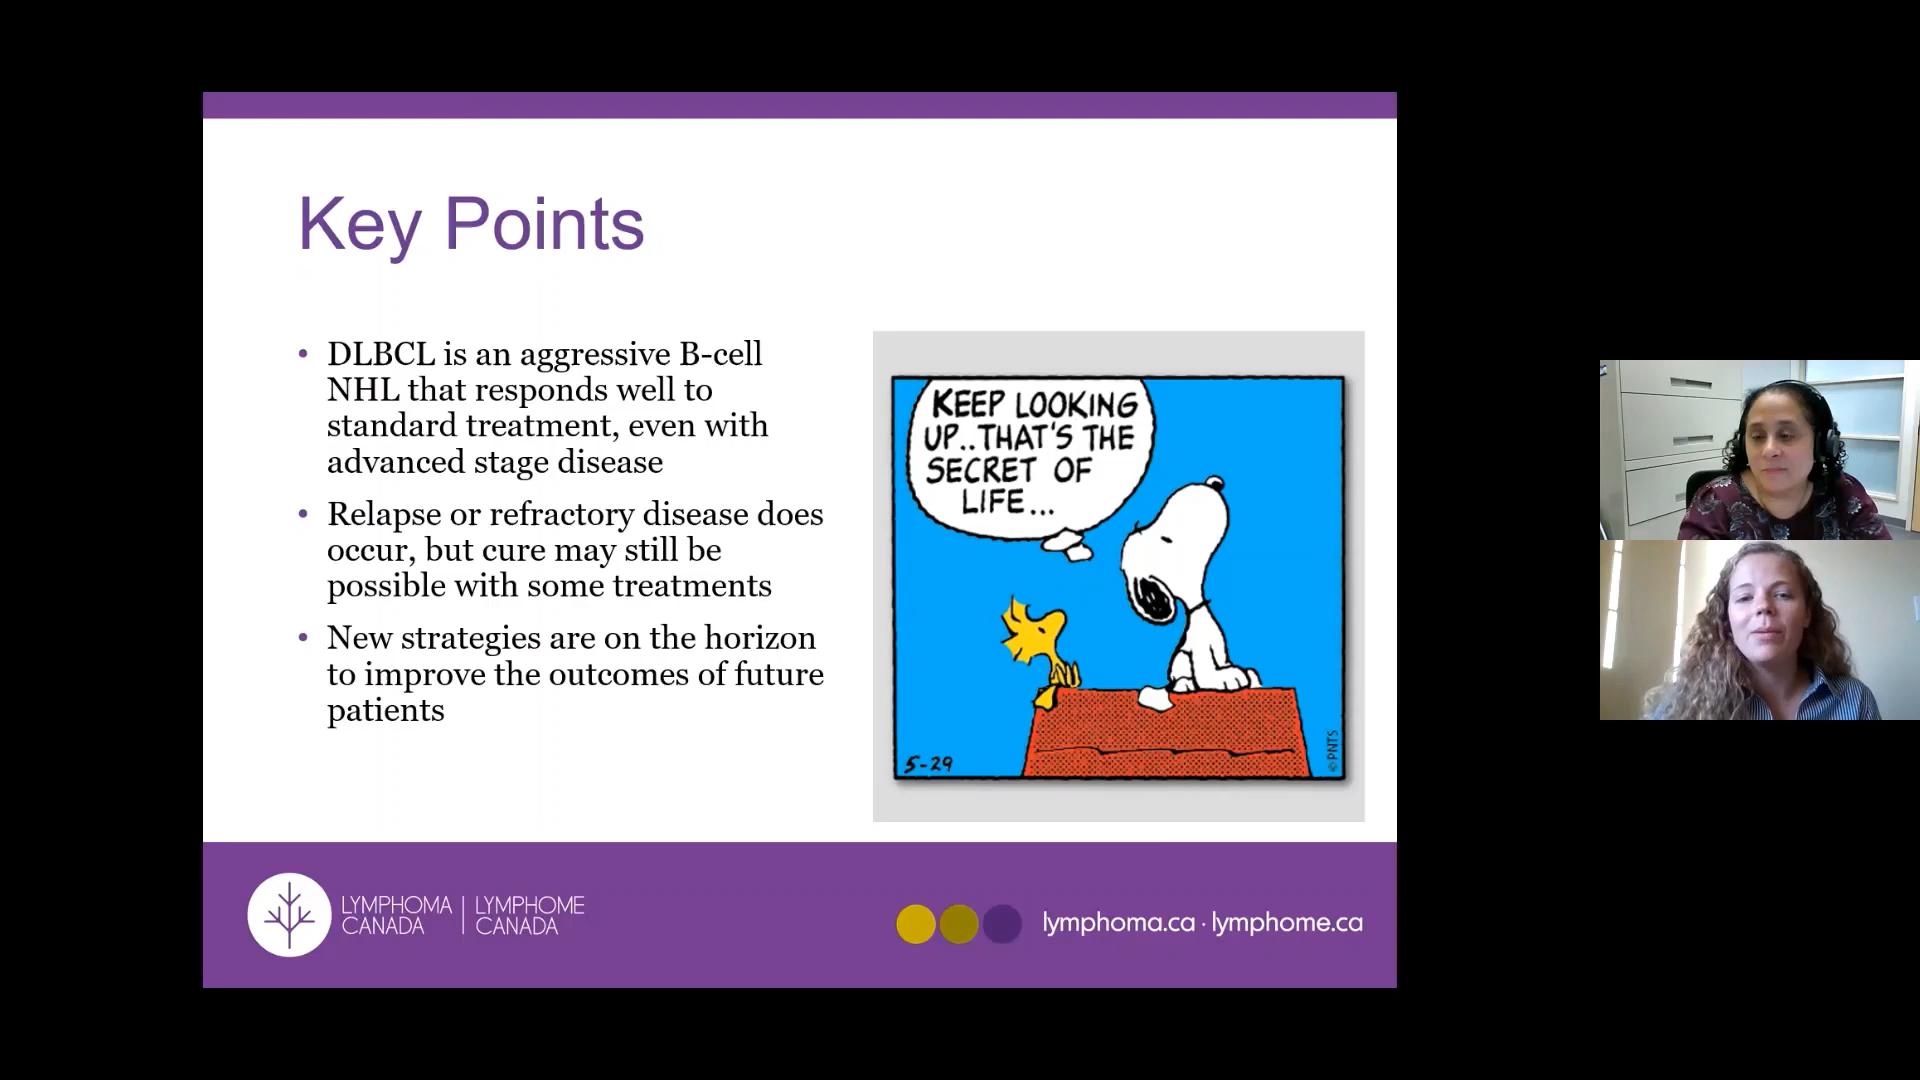 Key Points
• DLBCL is an aggressive B-cell
NHL that responds well to
standard treatment, even with
advanced stage disease
• Relapse or refractory disease does
occur, but cure may still be
possible with some treatments
• New strategies are on the horizon
to improve the outcomes of future
patients
KEEP LOOKING
UP..THAT'S THE
SECRET OF
LIFE...
5-29
© PNTS
LYMPHOMA
CANADA
LYMPHOME
CANADA
lymphoma.ca · lymphome.ca